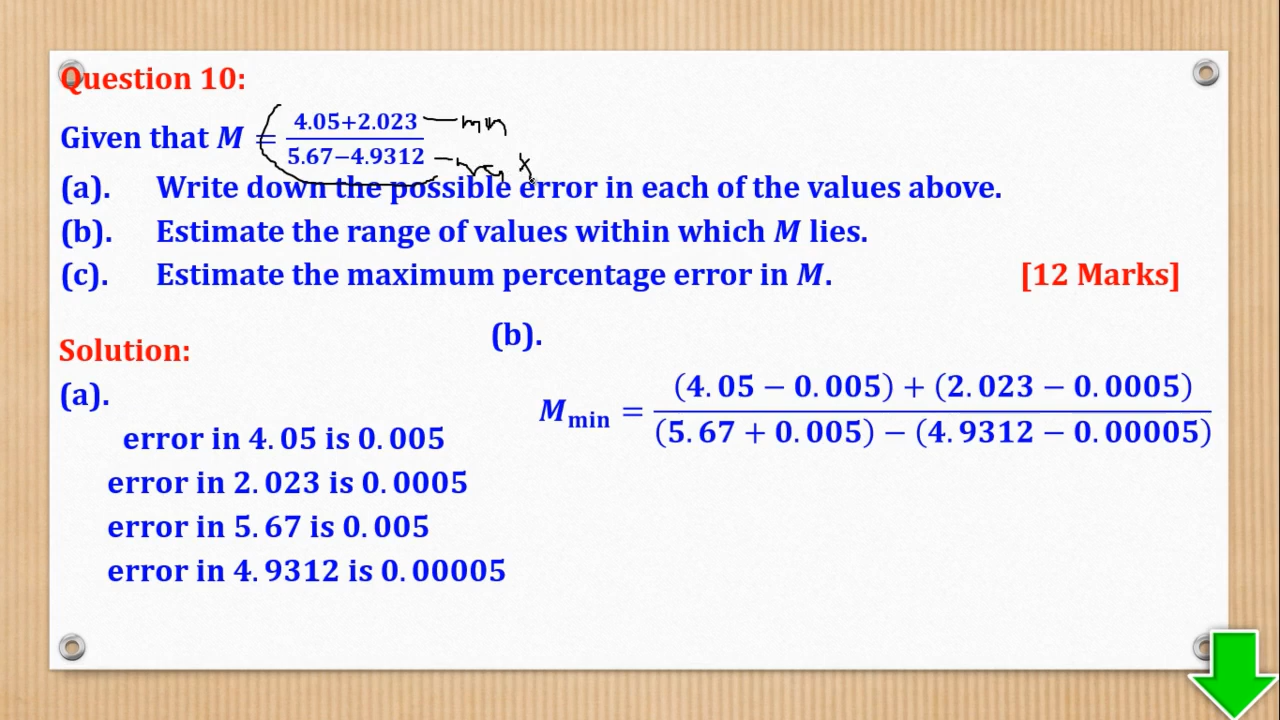 Question 10:
Given that M = (4.05+2.023)/(5.67−4.9312)
min
max
(a). Write down the possible error in each of the values above.
(b). Estimate the range of values within which M lies.
(c). Estimate the maximum percentage error in M. [12 Marks]
Solution:
(a).
error in 4.05 is 0.005
error in 2.023 is 0.0005
error in 5.67 is 0.005
error in 4.9312 is 0.00005
(b).
M_min = ((4.05 − 0.005) + (2.023 − 0.0005))/((5.67 + 0.005) − (4.9312 − 0.00005))